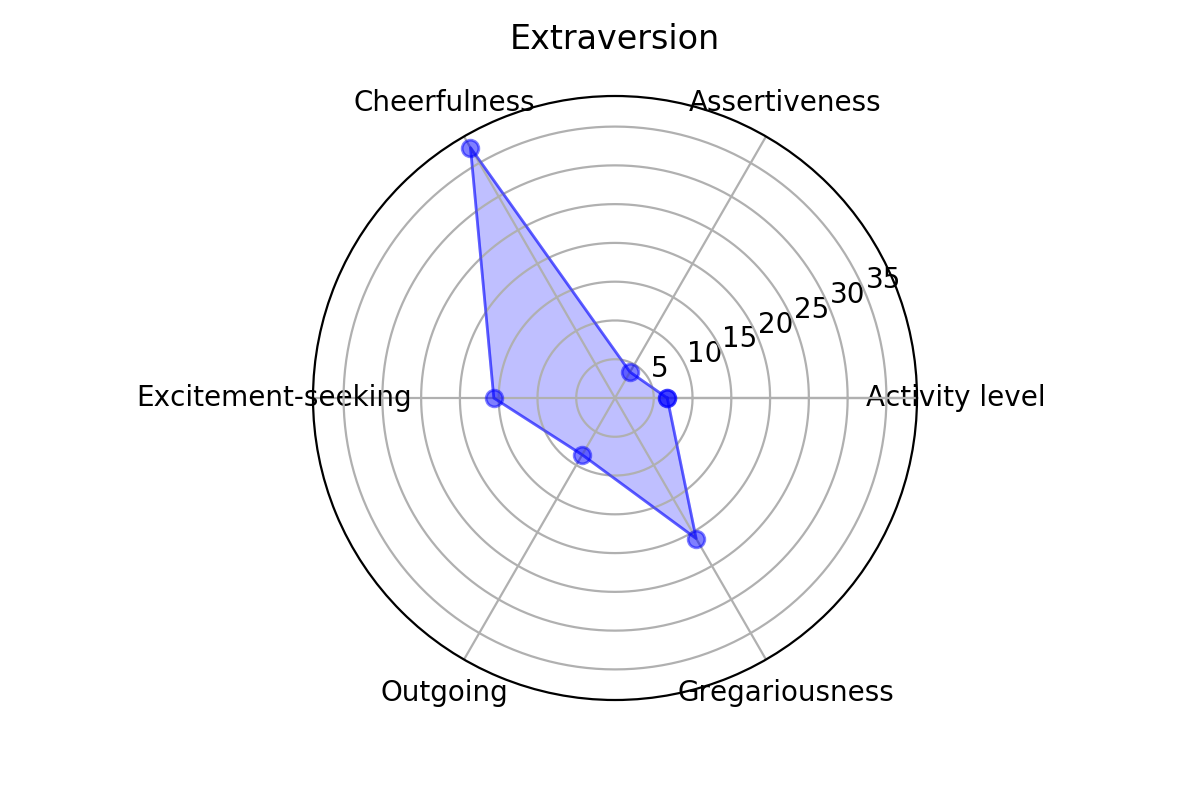 Extraversion
Cheerfulness
Assertiveness
35
30
25
20
15
10
5
Excitement-seeking
Activity level
Outgoing
Gregariousness